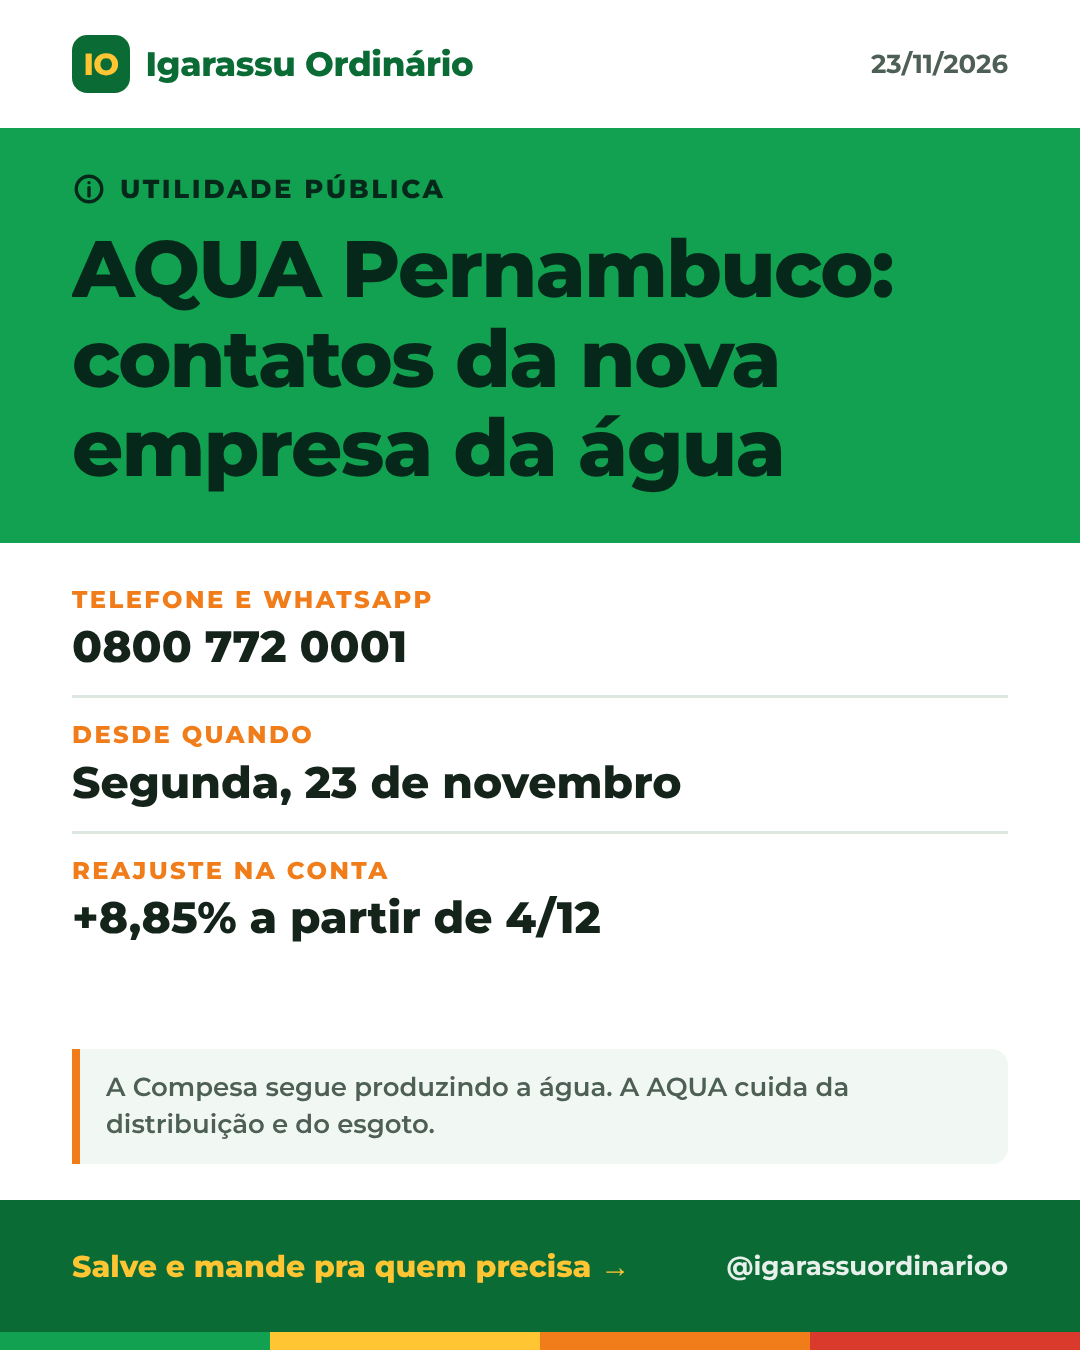 IO Igarassu Ordinário
23/11/2026
UTILIDADE PÚBLICA
AQUA Pernambuco:
contatos da nova
empresa da água
TELEFONE E WHATSAPP
0800 772 0001
DESDE QUANDO
Segunda, 23 de novembro
REAJUSTE NA CONTA
+8,85% a partir de 4/12
A Compesa segue produzindo a água. A AQUA cuida da
distribuição e do esgoto.
Salve e mande pra quem precisa →
@igarassuordinarioo